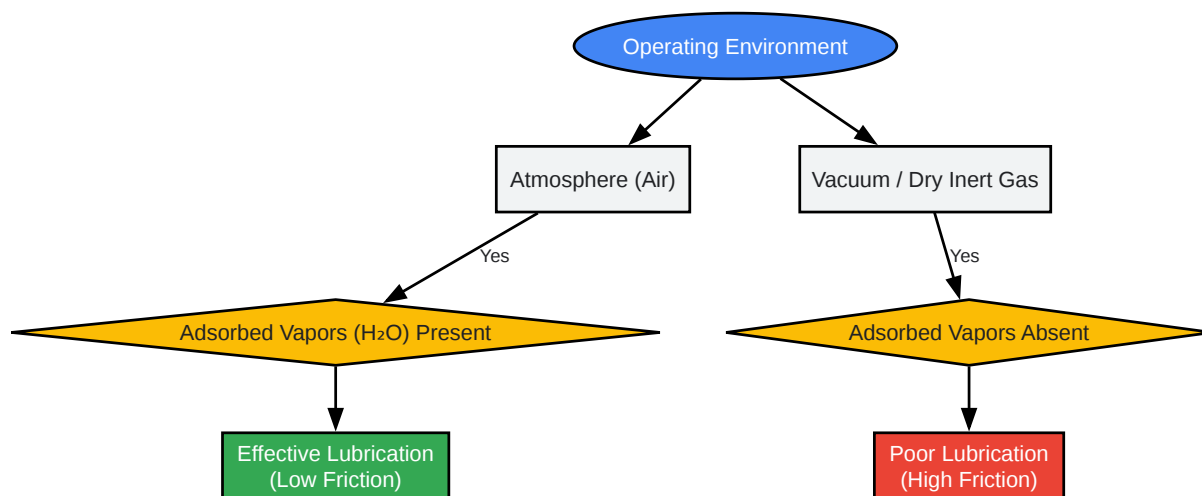 Operating Environment
Atmosphere (Air)
Vacuum / Dry Inert Gas
Yes
Yes
Adsorbed Vapors (H₂O) Present
Adsorbed Vapors Absent
Effective Lubrication
(Low Friction)
Poor Lubrication
(High Friction)